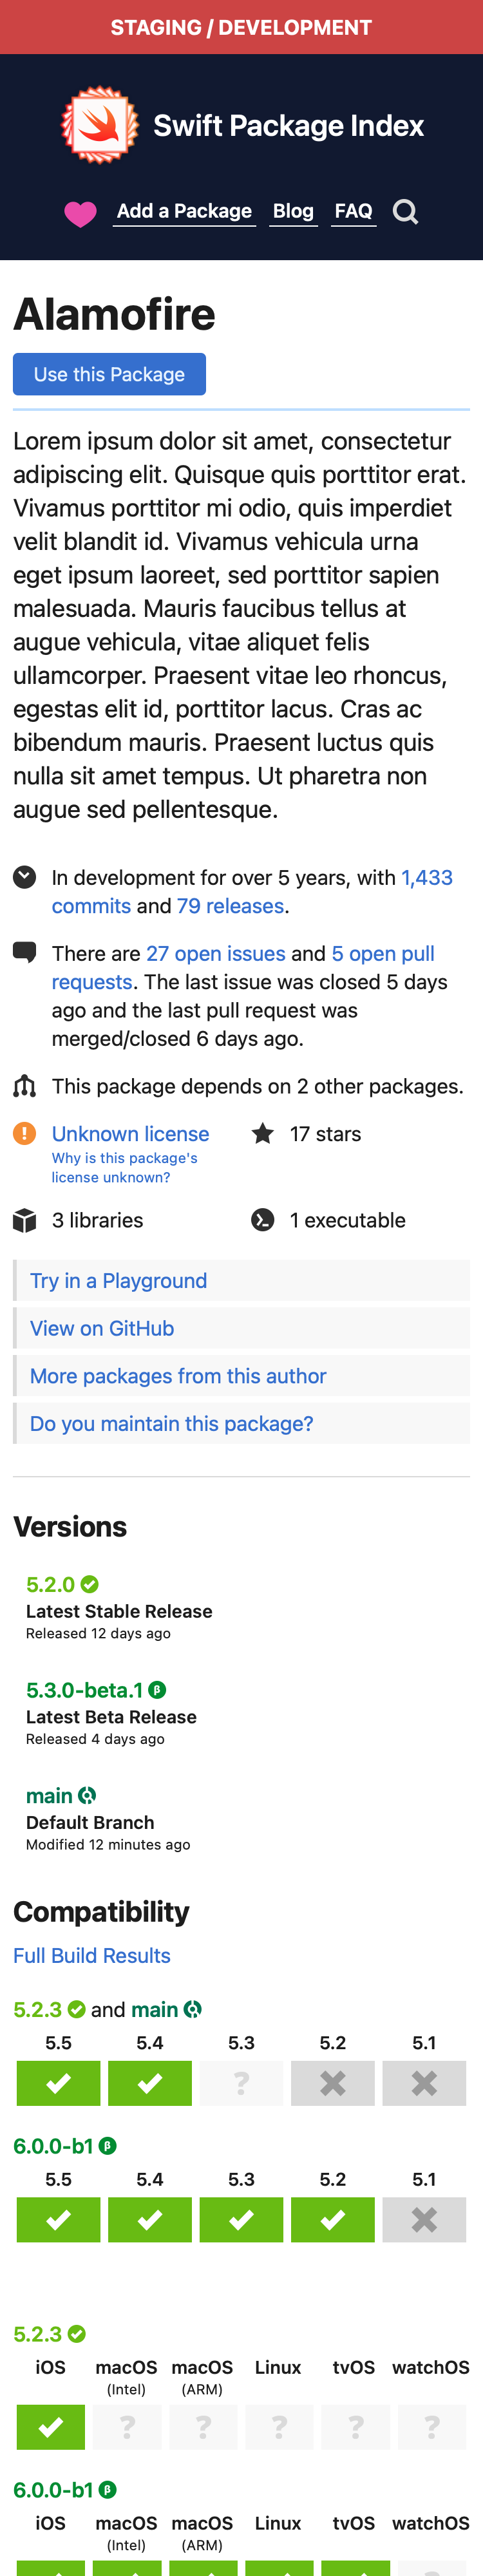 STAGING / DEVELOPMENT
Swift Package Index
Add a Package Blog FAQ
Alamofire
Use this Package
Lorem ipsum dolor sit amet, consectetur
adipiscing elit. Quisque quis porttitor erat.
Vivamus porttitor mi odio, quis imperdiet
velit blandit id. Vivamus vehicula urna
eget ipsum laoreet, sed porttitor sapien
malesuada. Mauris faucibus tellus at
augue vehicula, vitae aliquet felis
ullamcorper. Praesent vitae leo rhoncus,
egestas elit id, porttitor lacus. Cras ac
bibendum mauris. Praesent luctus quis
nulla sit amet tempus. Ut pharetra non
augue sed pellentesque.
In development for over 5 years, with 1,433
commits and 79 releases.
There are 27 open issues and 5 open pull
requests. The last issue was closed 5 days
ago and the last pull request was
merged/closed 6 days ago.
This package depends on 2 other packages.
Unknown license
Why is this package's
license unknown?
17 stars
3 libraries
1 executable
Try in a Playground
View on GitHub
More packages from this author
Do you maintain this package?
Versions
5.2.0
Latest Stable Release
Released 12 days ago
5.3.0-beta.1 β
Latest Beta Release
Released 4 days ago
main
Default Branch
Modified 12 minutes ago
Compatibility
Full Build Results
5.2.3 and main
5.5 5.4 5.3 5.2 5.1
?
6.0.0-b1 β
5.5 5.4 5.3 5.2 5.1
5.2.3
iOS macOS macOS Linux tvOS watchOS
(Intel) (ARM)
? ? ? ? ?
6.0.0-b1 β
iOS macOS macOS Linux tvOS watchOS
(Intel) (ARM)